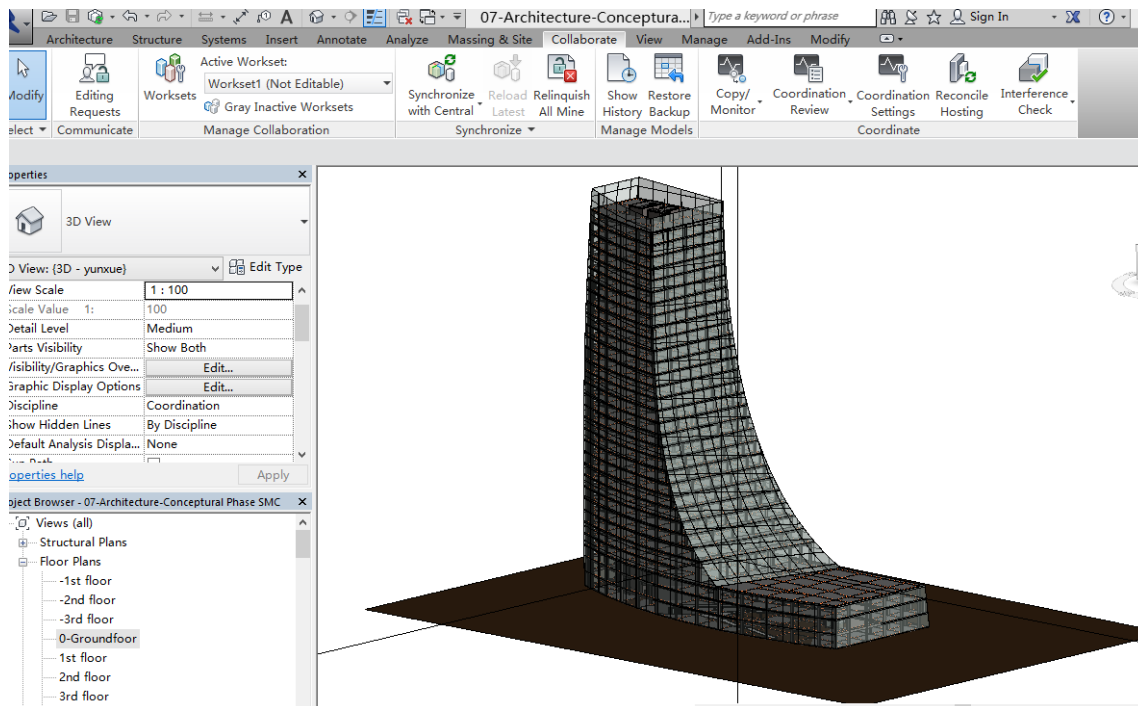 07-Architecture-Conceptura... Type a keyword or phrase Sign In
Architecture Structure Systems Insert Annotate Analyze Massing & Site Collaborate View Manage Add-Ins Modify
Modify
Editing Requests
Worksets
Active Workset:
Workset1 (Not Editable)
Gray Inactive Worksets
Synchronize with Central
Reload Latest
Relinquish All Mine
Show History
Restore Backup
Copy/ Monitor
Coordination Review
Coordination Settings
Reconcile Hosting
Interference Check
elect Communicate Manage Collaboration Synchronize Manage Models Coordinate
operties
3D View
D View: {3D - yunxue} Edit Type
View Scale 1 : 100
Scale Value 1: 100
Detail Level Medium
Parts Visibility Show Both
Visibility/Graphics Ove... Edit...
Graphic Display Options Edit...
Discipline Coordination
Show Hidden Lines By Discipline
Default Analysis Displa... None
operties help Apply
oject Browser - 07-Architecture-Conceptual Phase SMC
Views (all)
Structural Plans
Floor Plans
-1st floor
-2nd floor
-3rd floor
0-Groundfoor
1st floor
2nd floor
3rd floor